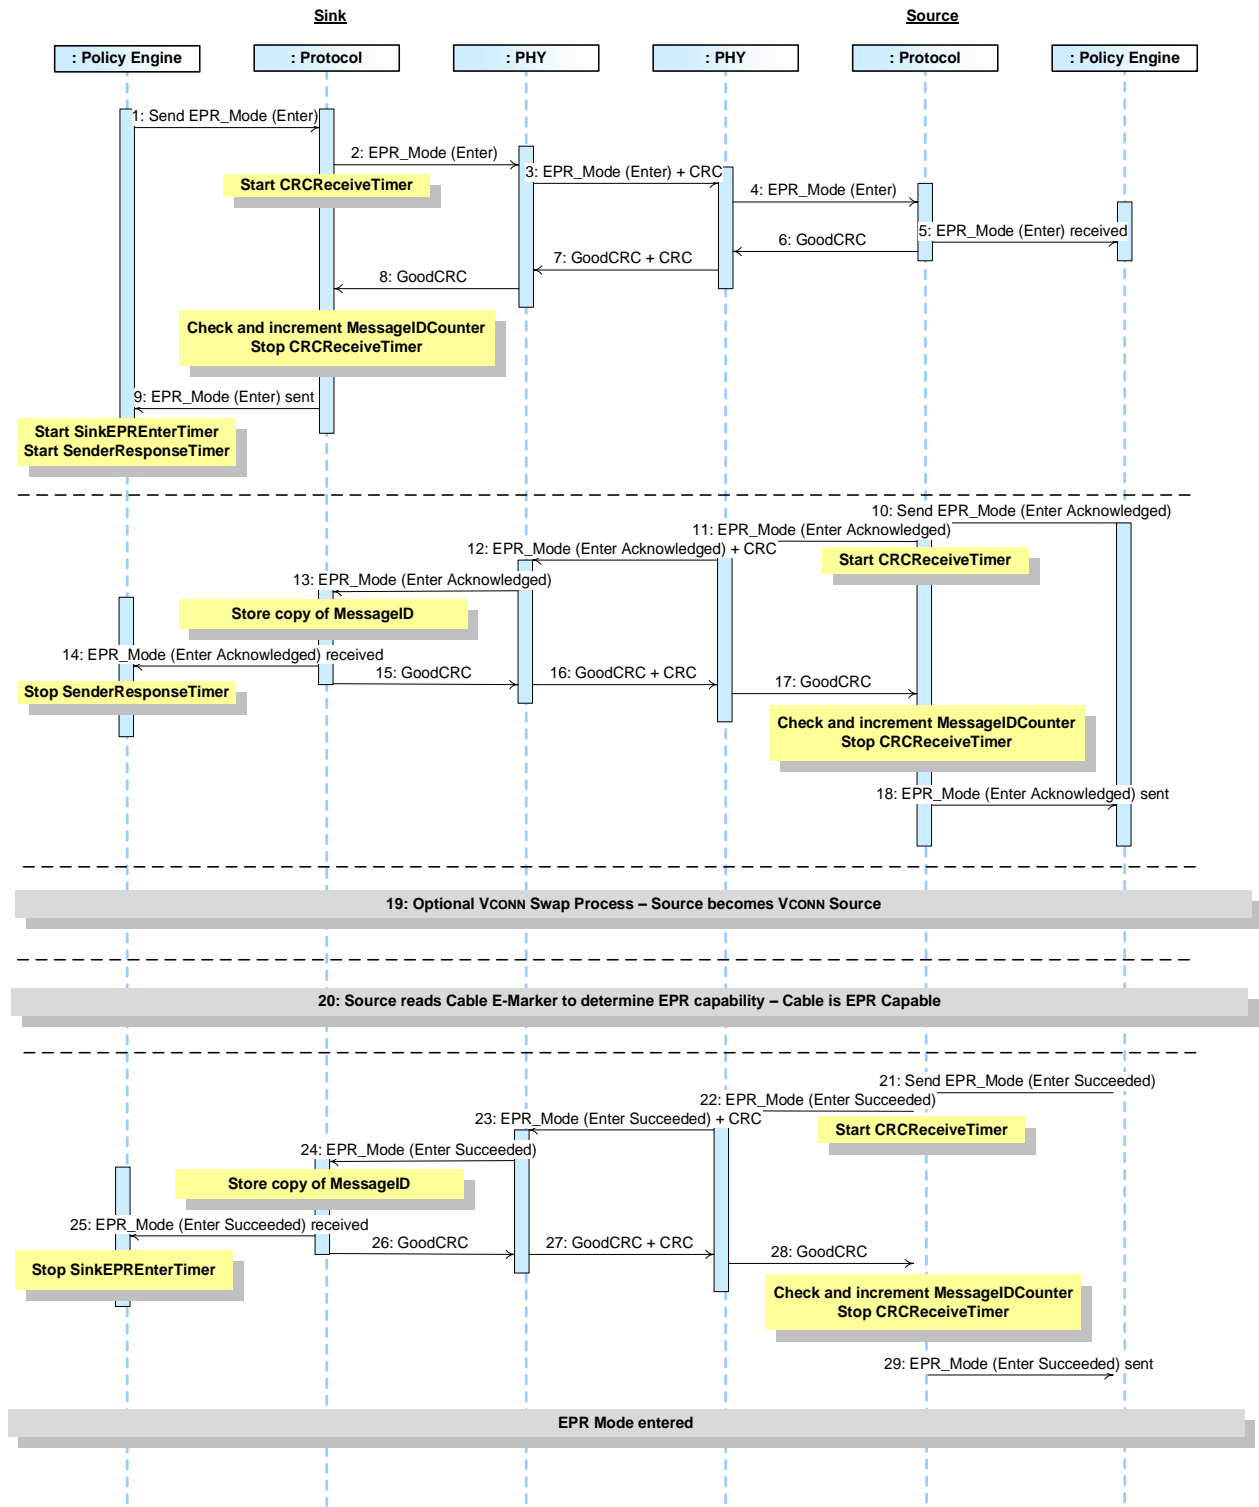 Sink
Source
: Policy Engine
: Protocol
: PHY
: PHY
: Protocol
: Policy Engine
1: Send EPR_Mode (Enter)
2: EPR_Mode (Enter)
3: EPR_Mode (Enter) + CRC
Start CRCReceiveTimer
4: EPR_Mode (Enter)
5: EPR_Mode (Enter) received
6: GoodCRC
7: GoodCRC + CRC
8: GoodCRC
Check and increment MessageIDCounter
Stop CRCReceiveTimer
9: EPR_Mode (Enter) sent
Start SinkEPREnterTimer
Start SenderResponseTimer
10: Send EPR_Mode (Enter Acknowledged)
11: EPR_Mode (Enter Acknowledged)
12: EPR_Mode (Enter Acknowledged) + CRC
Start CRCReceiveTimer
13: EPR_Mode (Enter Acknowledged)
Store copy of MessageID
14: EPR_Mode (Enter Acknowledged) received
15: GoodCRC
16: GoodCRC + CRC
17: GoodCRC
Stop SenderResponseTimer
Check and increment MessageIDCounter
Stop CRCReceiveTimer
18: EPR_Mode (Enter Acknowledged) sent
19: Optional VCONN Swap Process – Source becomes VCONN Source
20: Source reads Cable E-Marker to determine EPR capability – Cable is EPR Capable
21: Send EPR_Mode (Enter Succeeded)
22: EPR_Mode (Enter Succeeded)
23: EPR_Mode (Enter Succeeded) + CRC
Start CRCReceiveTimer
24: EPR_Mode (Enter Succeeded)
Store copy of MessageID
25: EPR_Mode (Enter Succeeded) received
26: GoodCRC
27: GoodCRC + CRC
28: GoodCRC
Stop SinkEPREnterTimer
Check and increment MessageIDCounter
Stop CRCReceiveTimer
29: EPR_Mode (Enter Succeeded) sent
EPR Mode entered